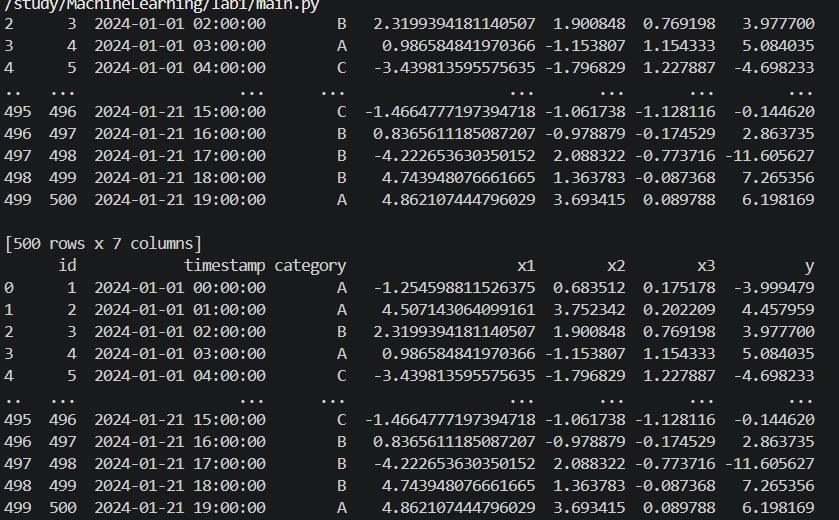 /study/MachineLearning/lab1/main.py
2 3 2024-01-01 02:00:00 B 2.3199394181140507 1.900848 0.769198 3.977700
3 4 2024-01-01 03:00:00 A 0.986584841970366 -1.153807 1.154333 5.084035
4 5 2024-01-01 04:00:00 C -3.439813595575635 -1.796829 1.227887 -4.698233
.. ... ... ... ... ... ... ...
495 496 2024-01-21 15:00:00 C -1.4664777197394718 -1.061738 -1.128116 -0.144620
496 497 2024-01-21 16:00:00 B 0.8365611185087207 -0.978879 -0.174529 2.863735
497 498 2024-01-21 17:00:00 B -4.222653630350152 2.088322 -0.773716 -11.605627
498 499 2024-01-21 18:00:00 B 4.743948076661665 1.363783 -0.087368 7.265356
499 500 2024-01-21 19:00:00 A 4.862107444796029 3.693415 0.089788 6.198169
[500 rows x 7 columns]
id timestamp category x1 x2 x3 y
0 1 2024-01-01 00:00:00 A -1.254598811526375 0.683512 0.175178 -3.999479
1 2 2024-01-01 01:00:00 A 4.507143064099161 3.752342 0.202209 4.457959
2 3 2024-01-01 02:00:00 B 2.3199394181140507 1.900848 0.769198 3.977700
3 4 2024-01-01 03:00:00 A 0.986584841970366 -1.153807 1.154333 5.084035
4 5 2024-01-01 04:00:00 C -3.439813595575635 -1.796829 1.227887 -4.698233
.. ... ... ... ... ... ... ...
495 496 2024-01-21 15:00:00 C -1.4664777197394718 -1.061738 -1.128116 -0.144620
496 497 2024-01-21 16:00:00 B 0.8365611185087207 -0.978879 -0.174529 2.863735
497 498 2024-01-21 17:00:00 B -4.222653630350152 2.088322 -0.773716 -11.605627
498 499 2024-01-21 18:00:00 B 4.743948076661665 1.363783 -0.087368 7.265356
499 500 2024-01-21 19:00:00 A 4.862107444796029 3.693415 0.089788 6.198169